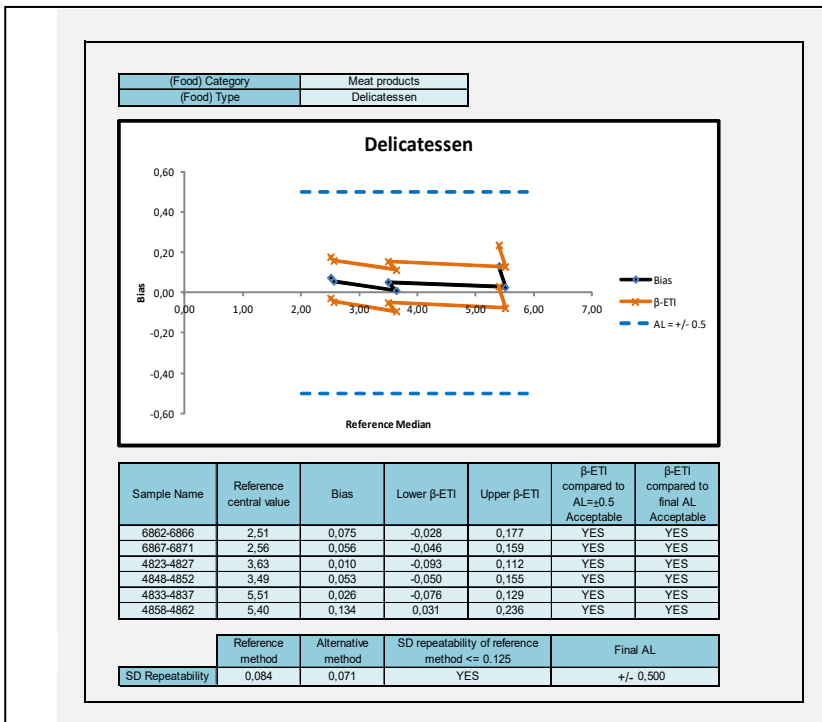 (Food) Category Meat products
(Food) Type Delicatessen
Delicatessen
0,60
0,40
0,20
0,00
-0,20
-0,40
-0,60
0,00 1,00 2,00 3,00 4,00 5,00 6,00 7,00
Bias
Reference Median
Bias
β-ETI
AL = +/- 0.5
Sample Name Reference central value Bias Lower β-ETI Upper β-ETI β-ETI compared to AL=±0.5 Acceptable β-ETI compared to final AL Acceptable
6862-6866 2,51 0,075 -0,028 0,177 YES YES
6867-6871 2,56 0,056 -0,046 0,159 YES YES
4823-4827 3,63 0,010 -0,093 0,112 YES YES
4848-4852 3,49 0,053 -0,050 0,155 YES YES
4833-4837 5,51 0,026 -0,076 0,129 YES YES
4858-4862 5,40 0,134 0,031 0,236 YES YES
Reference method Alternative method SD repeatability of reference method <= 0.125 Final AL
SD Repeatability 0,084 0,071 YES +/- 0,500